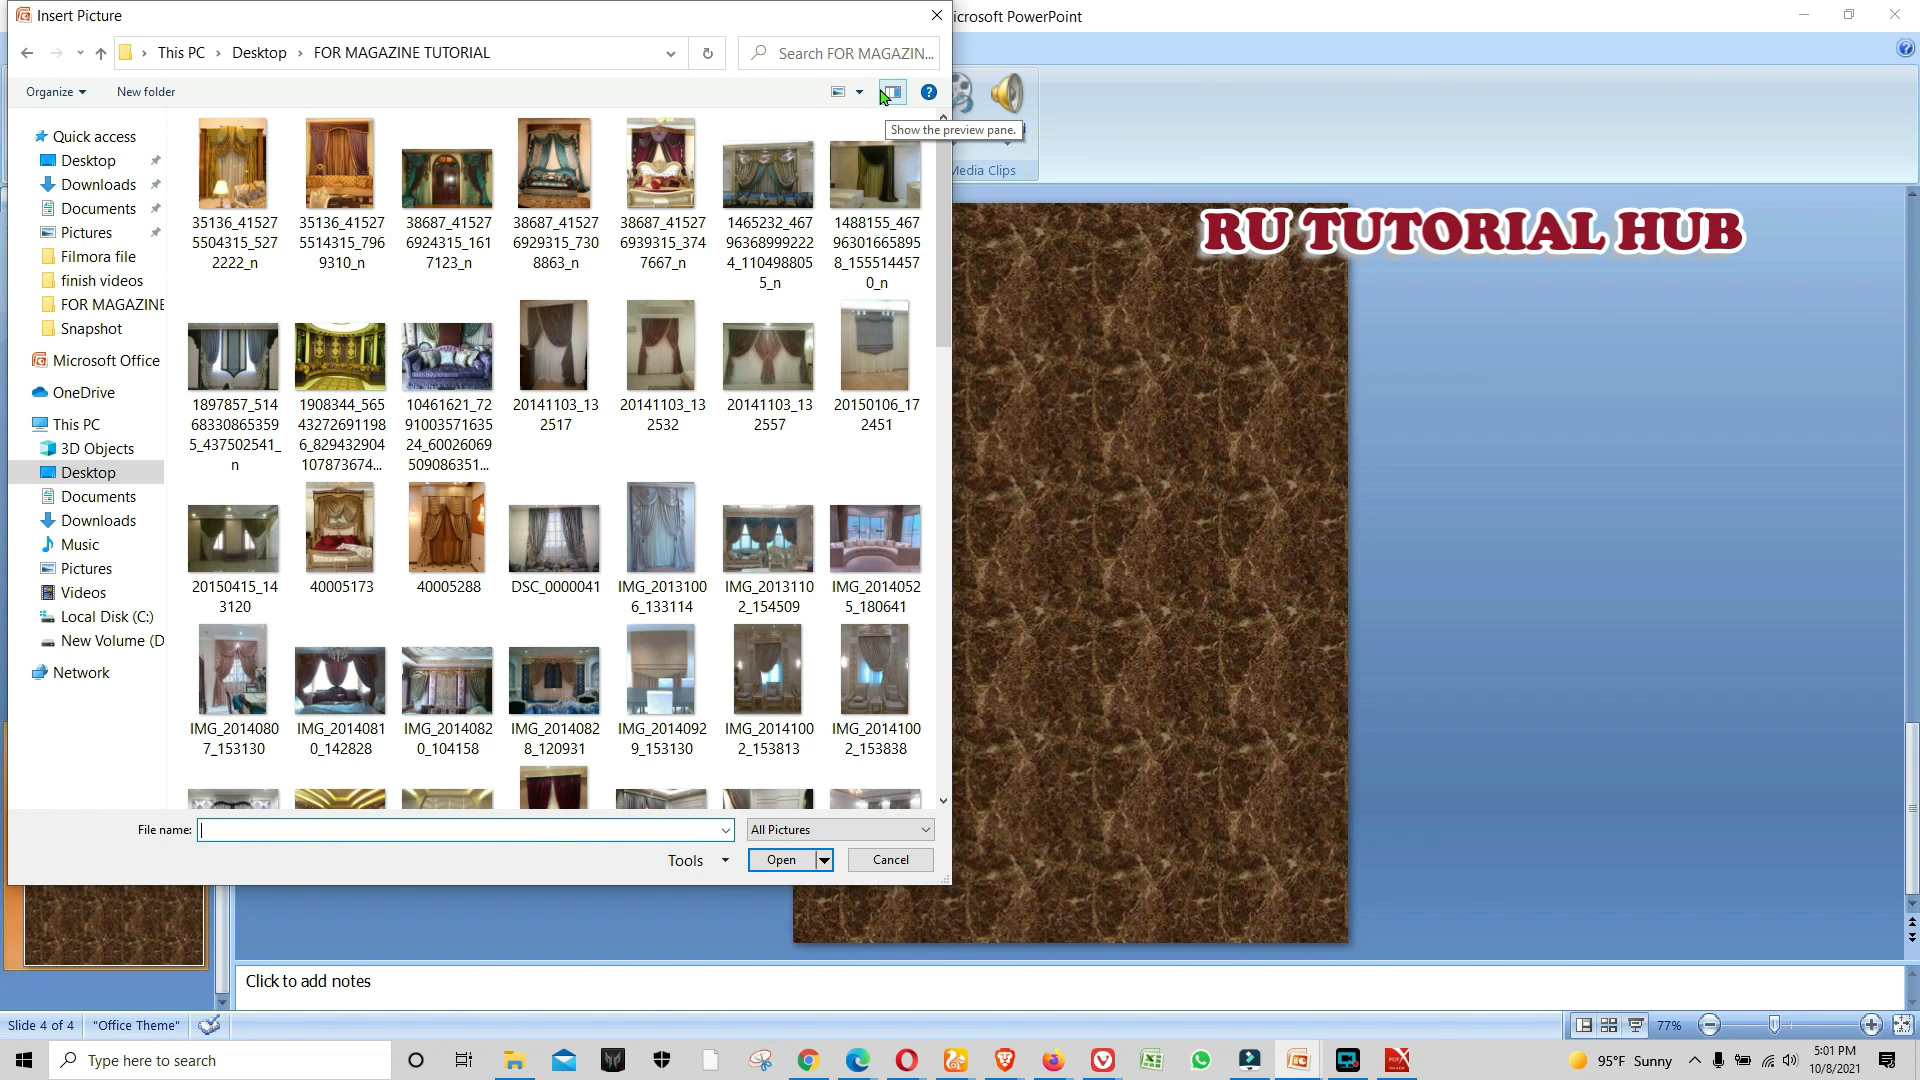 Insert Picture
icrosoft PowerPoint
This PC
Desktop
FOR MAGAZINE TUTORIAL
Search FOR MAGAZIN...
Organize
New folder
Show the preview pane.
Media Clips
RU TUTORIAL HUB
Quick access
Desktop
Downloads
Documents
Pictures
Filmora file
finish videos
FOR MAGAZINE
Snapshot
Microsoft Office
OneDrive
This PC
3D Objects
Desktop
Documents
Downloads
Music
Pictures
Videos
Local Disk (C:)
New Volume (D
Network
35136_41527
5504315_527
2222_n
35136_41527
5514315_796
9310_n
38687_41527
6924315_161
7123_n
38687_41527
6929315_730
8863_n
38687_41527
6939315_374
7667_n
1465232_467
96368999222
4_110498805
5_n
1488155_467
96301665895
8_155514457
0_n
1897857_514
68330865359
5_437502541_
n
1908344_565
43272691198
6_829432904
107873674...
10461621_72
91003571635
24_60026069
509086351...
20141103_13
2517
20141103_13
2532
20141103_13
2557
20150106_17
2451
20150415_14
3120
40005173
40005288
DSC_0000041
IMG_2013100
6_133114
IMG_2013110
2_154509
IMG_2014052
5_180641
IMG_2014080
7_153130
IMG_2014081
0_142828
IMG_2014082
0_104158
IMG_2014082
8_120931
IMG_2014092
9_153130
IMG_2014100
2_153813
IMG_2014100
2_153838
File name:
All Pictures
Tools
Open
Cancel
Click to add notes
Slide 4 of 4
"Office Theme"
77%
Type here to search
95°F Sunny
5:01 PM
10/8/2021